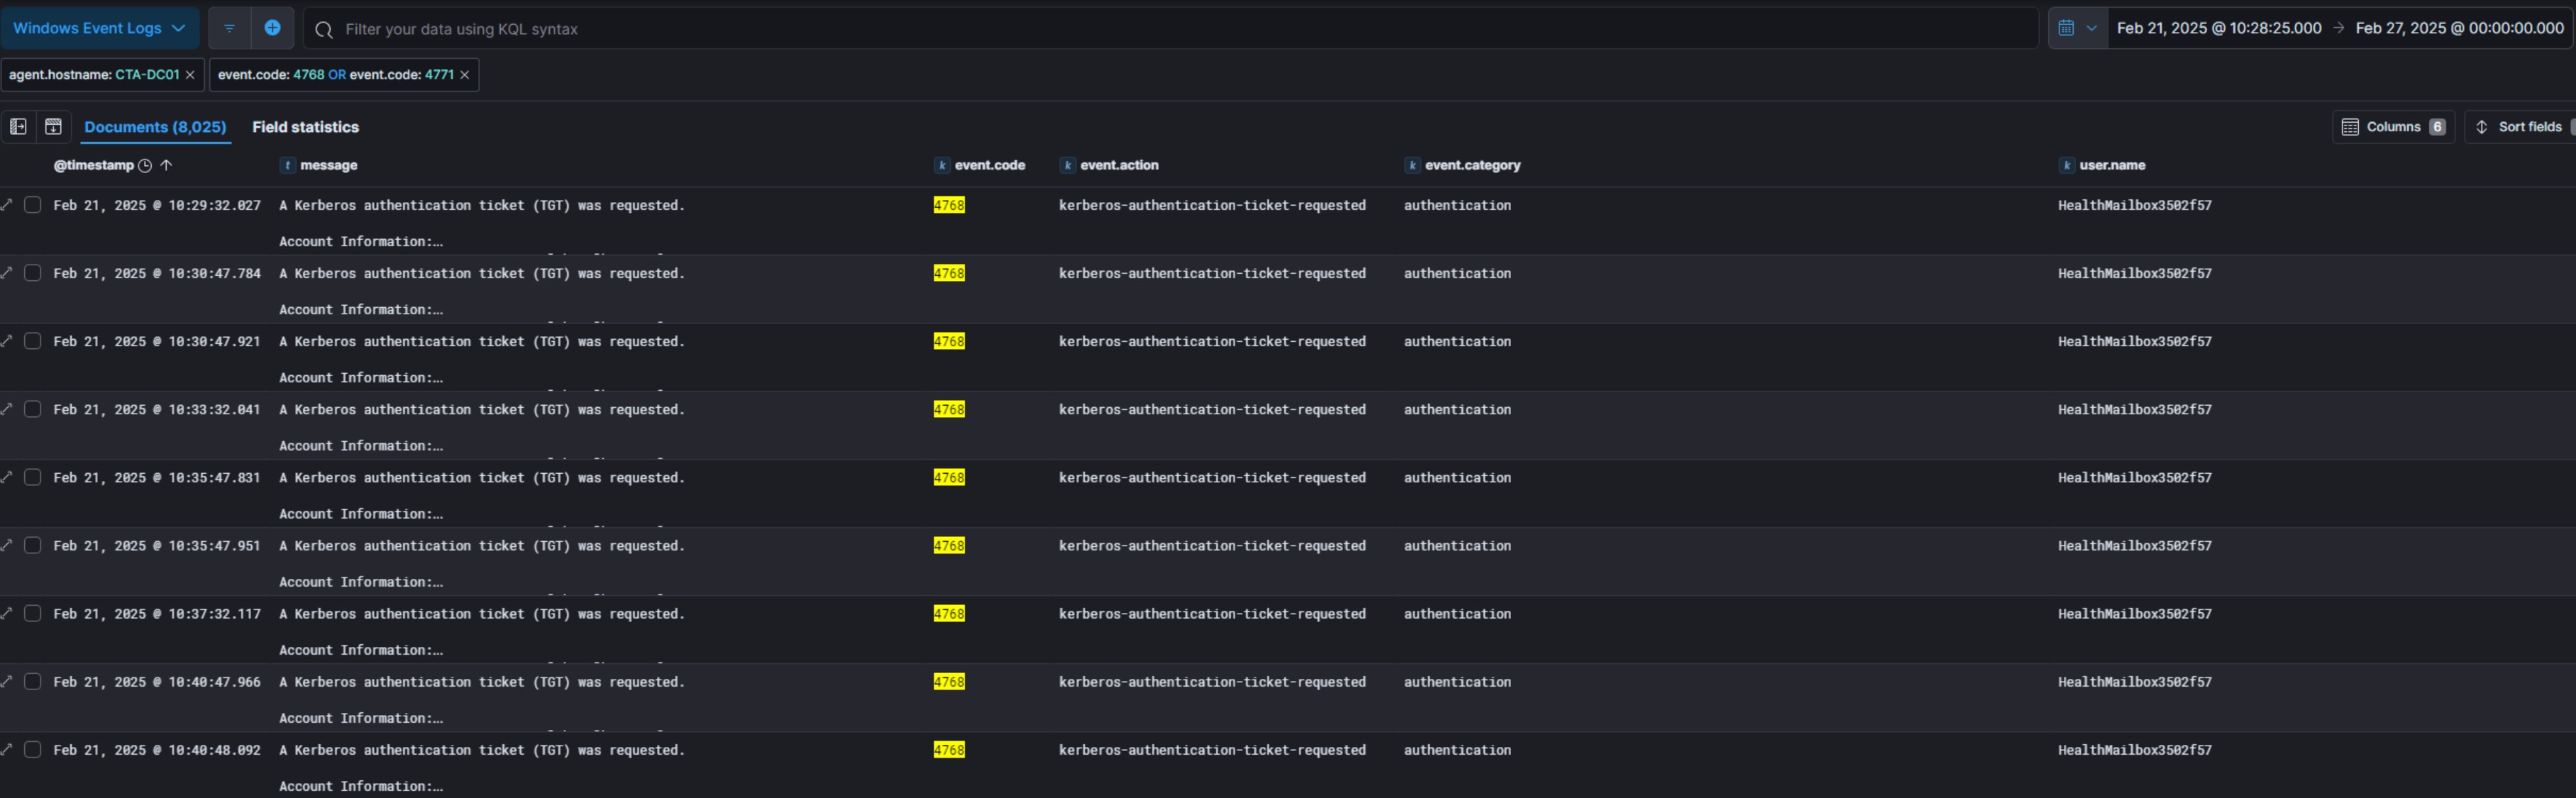 Windows Event Logs
Filter your data using KQL syntax
Feb 21, 2025 @ 10:28:25.000 → Feb 27, 2025 @ 00:00:00.000
agent.hostname: CTA-DC01 × event.code: 4768 OR event.code: 4771 ×
Documents (8,025) Field statistics Columns 6 Sort fields
@timestamp ↑ t message k event.code k event.action k event.category k user.name
Feb 21, 2025 @ 10:29:32.027 A Kerberos authentication ticket (TGT) was requested. 4768 kerberos-authentication-ticket-requested authentication HealthMailbox3502f57
Account Information:…
Feb 21, 2025 @ 10:30:47.784 A Kerberos authentication ticket (TGT) was requested. 4768 kerberos-authentication-ticket-requested authentication HealthMailbox3502f57
Account Information:…
Feb 21, 2025 @ 10:30:47.921 A Kerberos authentication ticket (TGT) was requested. 4768 kerberos-authentication-ticket-requested authentication HealthMailbox3502f57
Account Information:…
Feb 21, 2025 @ 10:33:32.041 A Kerberos authentication ticket (TGT) was requested. 4768 kerberos-authentication-ticket-requested authentication HealthMailbox3502f57
Account Information:…
Feb 21, 2025 @ 10:35:47.831 A Kerberos authentication ticket (TGT) was requested. 4768 kerberos-authentication-ticket-requested authentication HealthMailbox3502f57
Account Information:…
Feb 21, 2025 @ 10:35:47.951 A Kerberos authentication ticket (TGT) was requested. 4768 kerberos-authentication-ticket-requested authentication HealthMailbox3502f57
Account Information:…
Feb 21, 2025 @ 10:37:32.117 A Kerberos authentication ticket (TGT) was requested. 4768 kerberos-authentication-ticket-requested authentication HealthMailbox3502f57
Account Information:…
Feb 21, 2025 @ 10:40:47.966 A Kerberos authentication ticket (TGT) was requested. 4768 kerberos-authentication-ticket-requested authentication HealthMailbox3502f57
Account Information:…
Feb 21, 2025 @ 10:40:48.092 A Kerberos authentication ticket (TGT) was requested. 4768 kerberos-authentication-ticket-requested authentication HealthMailbox3502f57
Account Information:…